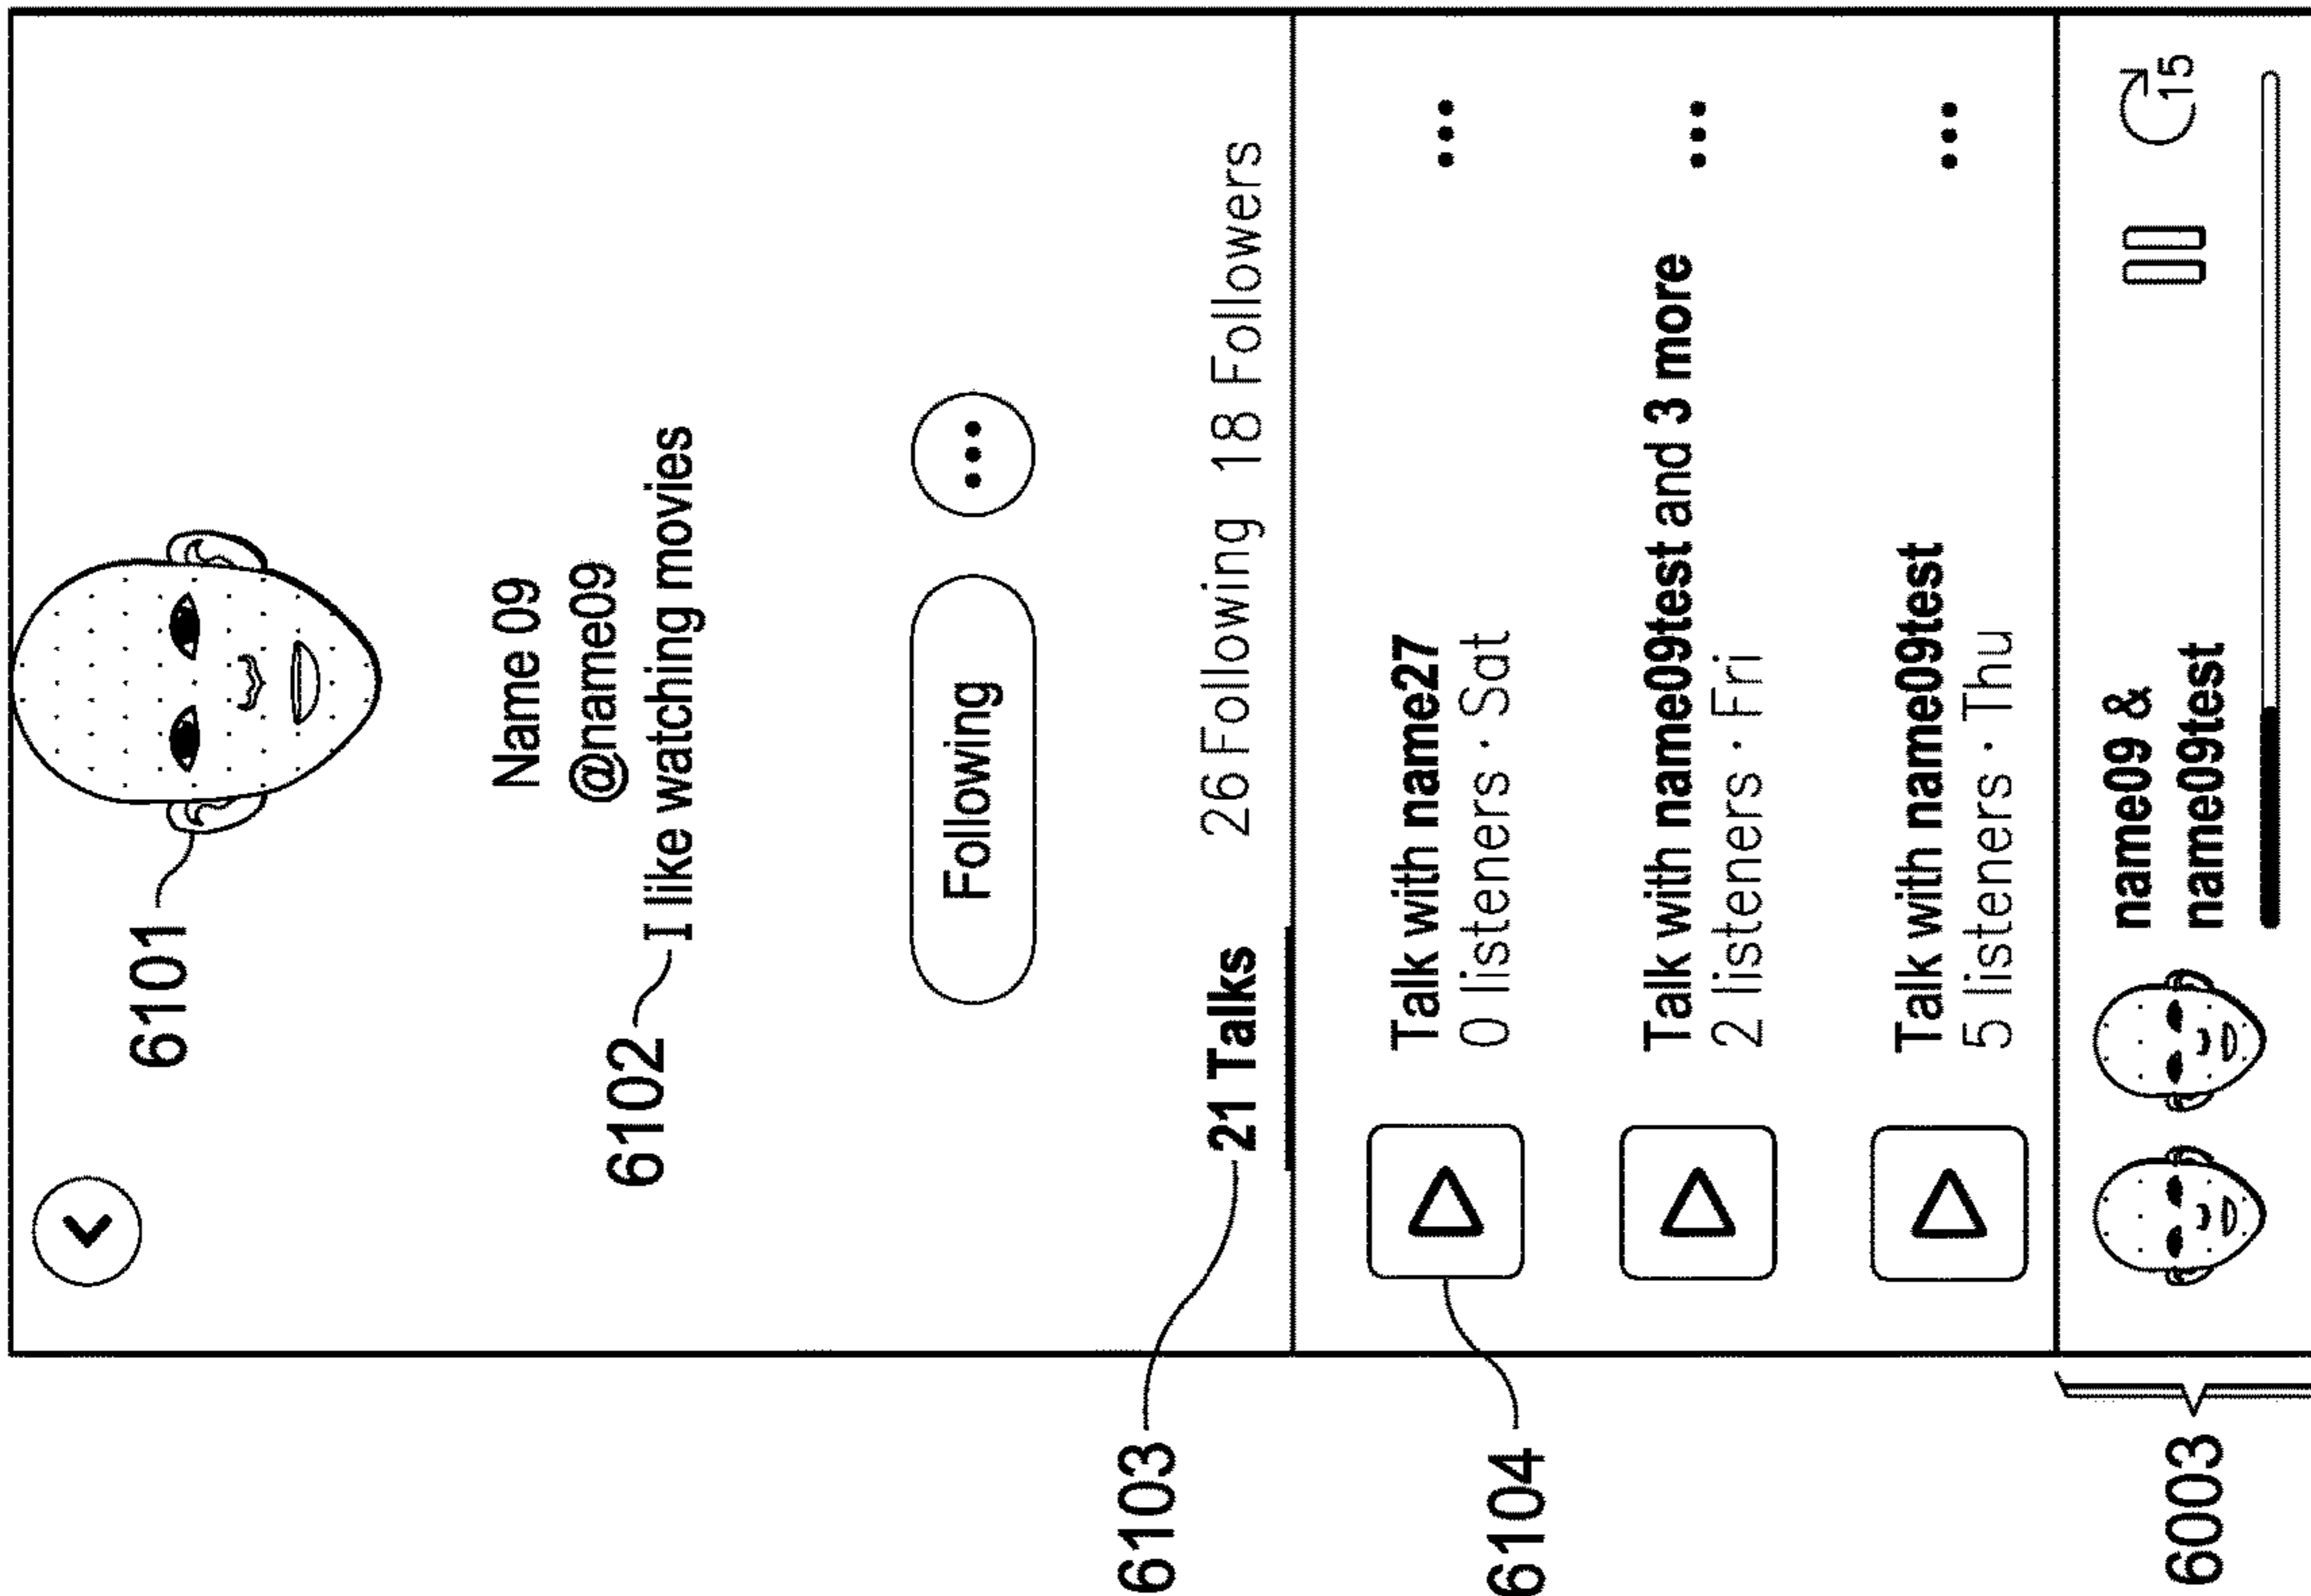 6101
Name 09
@name09
6102
I like watching movies
Following
6103
21 Talks 26 Following 18 Followers
6104
Talk with name27
0 listeners · Sat
Talk with name09test and 3 more
2 listeners · Fri
Talk with name09test
5 listeners · Thu
6003
name09 &
name09test
15